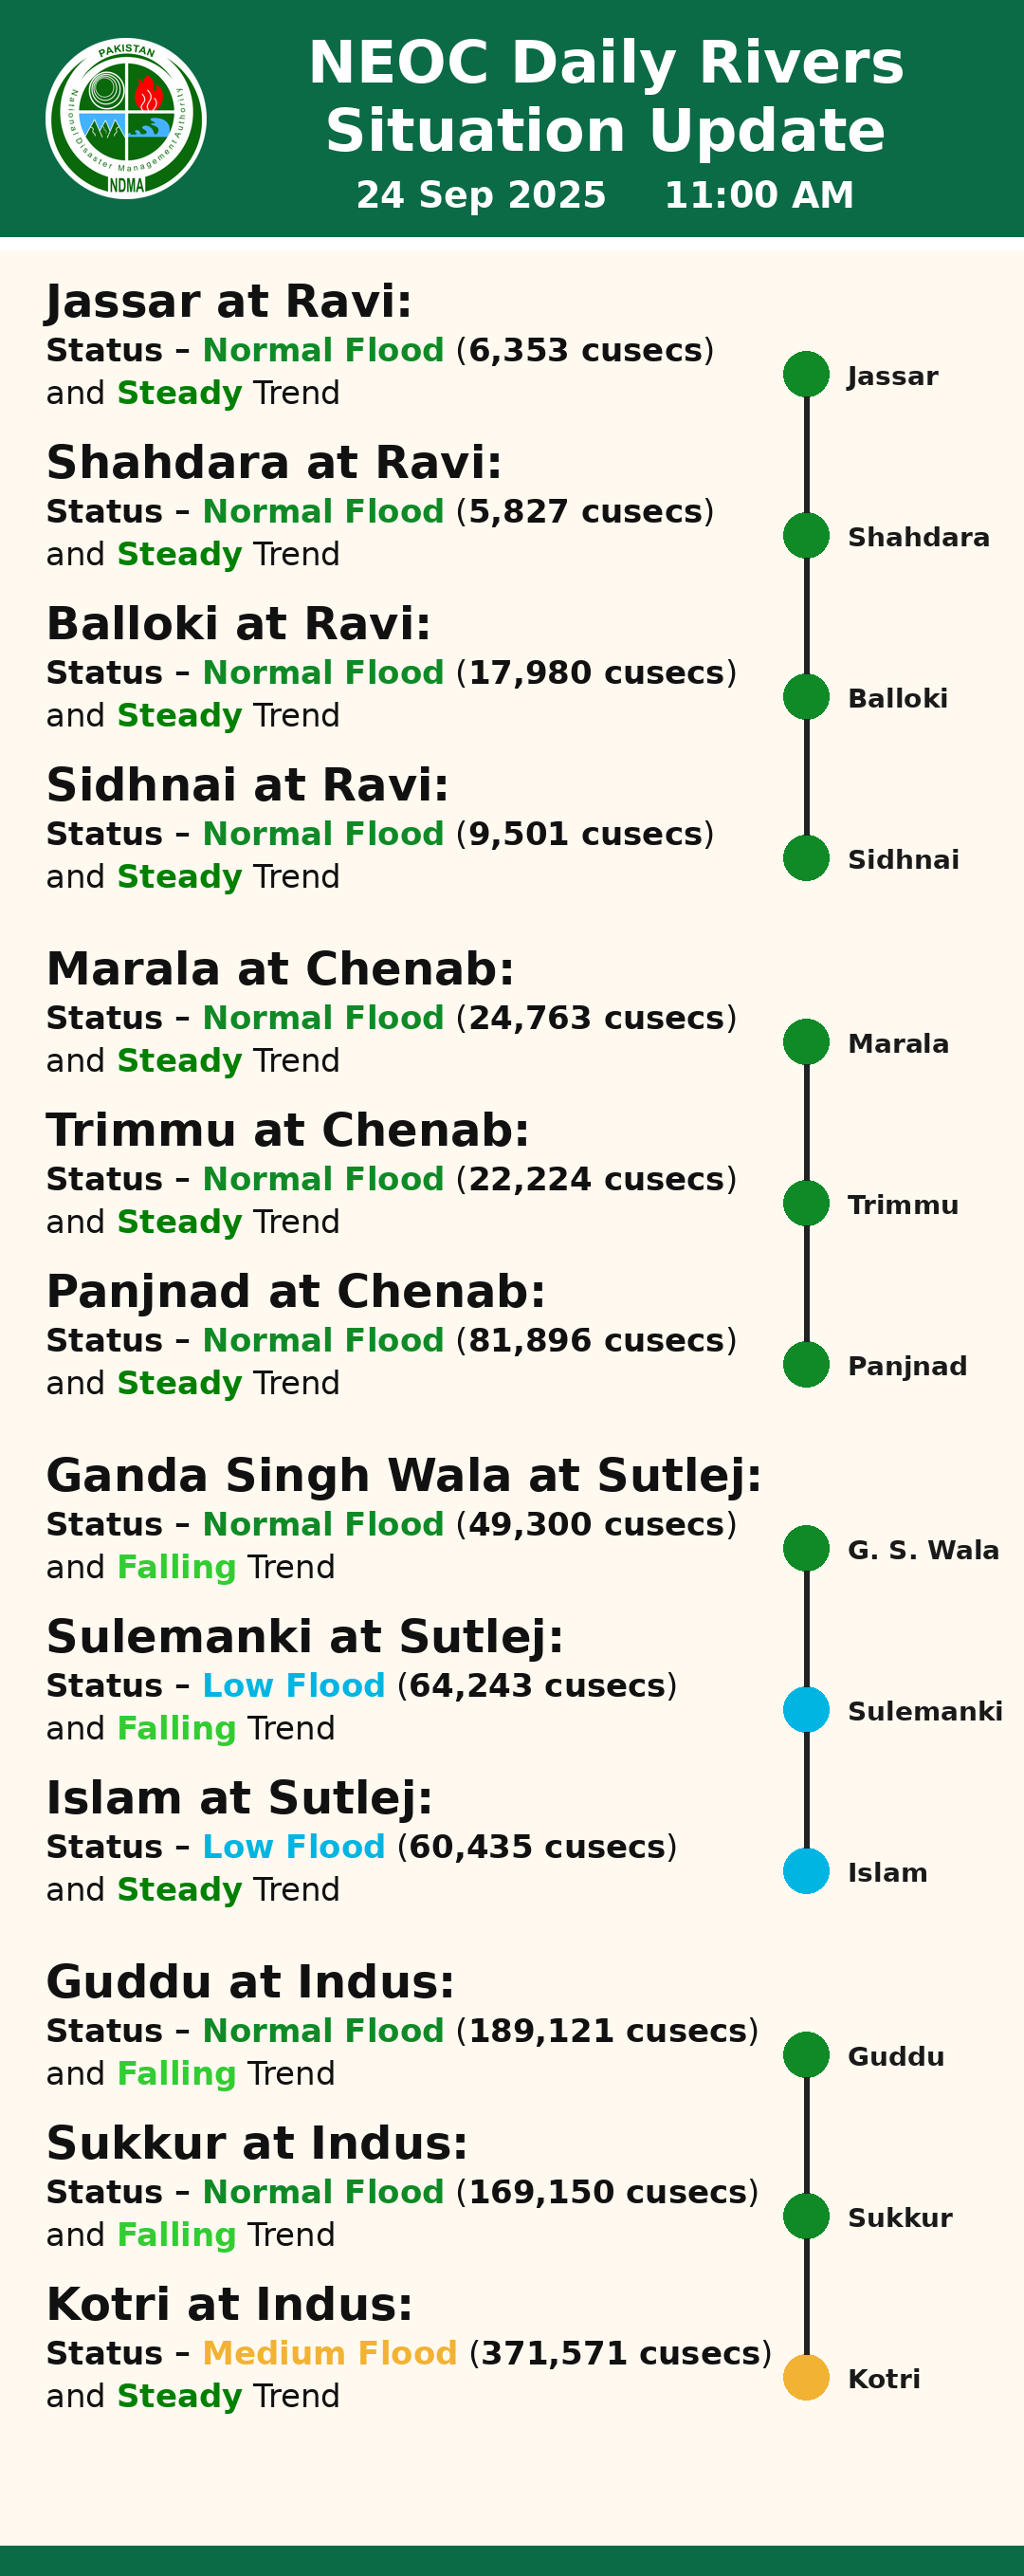 PAKISTAN
National Disaster Management Authority
NDMA
NEOC Daily Rivers
Situation Update
24 Sep 2025 11:00 AM
Jassar at Ravi:
Status – Normal Flood (6,353 cusecs)
and Steady Trend
Jassar
Shahdara at Ravi:
Status – Normal Flood (5,827 cusecs)
and Steady Trend
Shahdara
Balloki at Ravi:
Status – Normal Flood (17,980 cusecs)
and Steady Trend
Balloki
Sidhnai at Ravi:
Status – Normal Flood (9,501 cusecs)
and Steady Trend
Sidhnai
Marala at Chenab:
Status – Normal Flood (24,763 cusecs)
and Steady Trend
Marala
Trimmu at Chenab:
Status – Normal Flood (22,224 cusecs)
and Steady Trend
Trimmu
Panjnad at Chenab:
Status – Normal Flood (81,896 cusecs)
and Steady Trend
Panjnad
Ganda Singh Wala at Sutlej:
Status – Normal Flood (49,300 cusecs)
and Falling Trend
G. S. Wala
Sulemanki at Sutlej:
Status – Low Flood (64,243 cusecs)
and Falling Trend
Sulemanki
Islam at Sutlej:
Status – Low Flood (60,435 cusecs)
and Steady Trend
Islam
Guddu at Indus:
Status – Normal Flood (189,121 cusecs)
and Falling Trend
Guddu
Sukkur at Indus:
Status – Normal Flood (169,150 cusecs)
and Falling Trend
Sukkur
Kotri at Indus:
Status – Medium Flood (371,571 cusecs)
and Steady Trend
Kotri